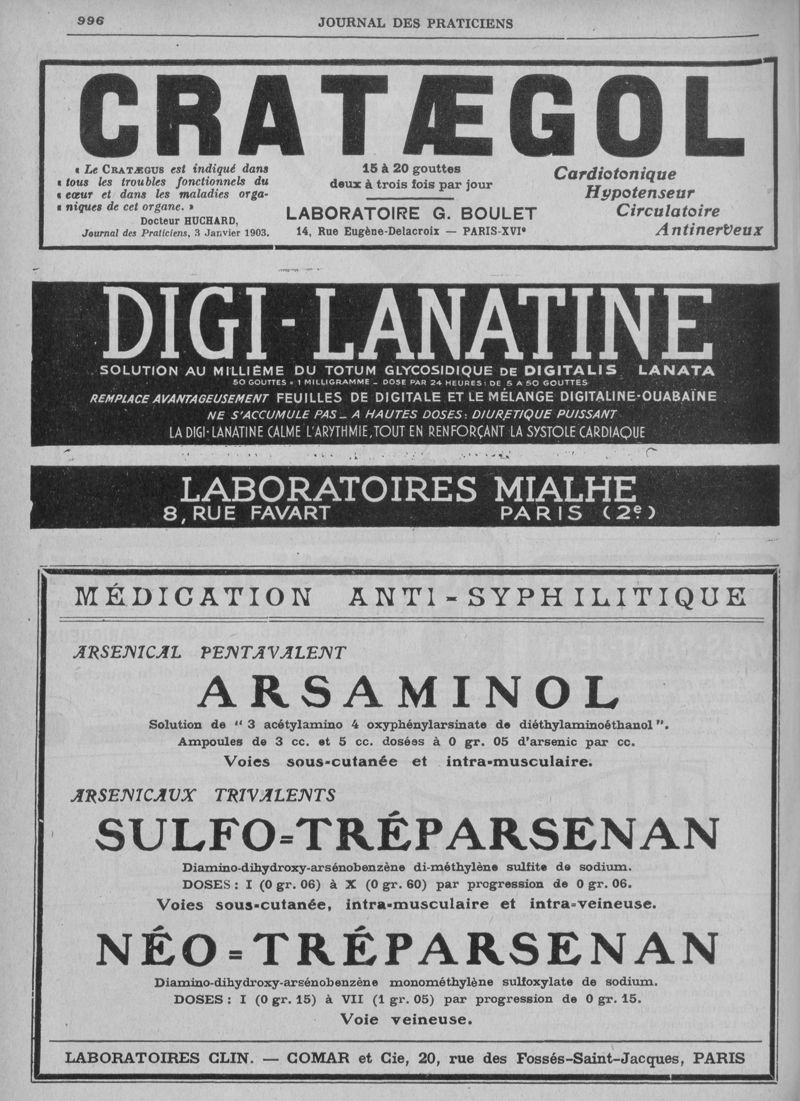 996
JOURNAL DES PRATICIENS
CRATÆGOL
« Le CRATÆGUS est indiqué dans
« tous les troubles fonctionnels du
« cœur et dans les maladies orga-
« niques de cet organe. »
Docteur HUCHARD,
Journal des Praticiens, 3 Janvier 1903.
15 à 20 gouttes
deux à trois fois par jour
LABORATOIRE G. BOULET
14, Rue Eugène-Delacroix — PARIS-XVIe
Cardiotonique
Hypotenseur
Circulatoire
Antinerveux
DIGI-LANATINE
SOLUTION AU MILLIÈME DU TOTUM GLYCOSIDIQUE DE DIGITALIS LANATA
50 GOUTTES = 1 MILLIGRAMME - DOSE PAR 24 HEURES: DE 5 A 50 GOUTTES
REMPLACE AVANTAGEUSEMENT FEUILLES DE DIGITALE ET LE MÉLANGE DIGITALINE-OUABAÏNE
NE S'ACCUMULE PAS _ A HAUTES DOSES: DIURETIQUE PUISSANT
LA DIGI-LANATINE CALME L'ARYTHMIE, TOUT EN RENFORÇANT LA SYSTOLE CARDIAQUE
LABORATOIRES MIALHE
8, RUE FAVART PARIS (2e)
MÉDICATION ANTI-SYPHILITIQUE
ARSENICAL PENTAVALENT
ARSAMINOL
Solution de “ 3 acétylamino 4 oxyphénylarsinate de diéthylaminoéthanol ”.
Ampoules de 3 cc. et 5 cc. dosées à 0 gr. 05 d'arsenic par cc.
Voies sous-cutanée et intra-musculaire.
ARSENICAUX TRIVALENTS
SULFO=TRÉPARSENAN
Diamino-dihydroxy-arsénobenzène di-méthylène sulfite de sodium.
DOSES : I (0 gr. 06) à X (0 gr. 60) par progression de 0 gr. 06.
Voies sous-cutanée, intra-musculaire et intra-veineuse.
NÉO=TRÉPARSENAN
Diamino-dihydroxy-arsénobenzène monométhylène sulfoxylate de sodium.
DOSES : I (0 gr. 15) à VII (1 gr. 05) par progression de 0 gr. 15.
Voie veineuse.
LABORATOIRES CLIN. — COMAR et Cie, 20, rue des Fossés-Saint-Jacques, PARIS